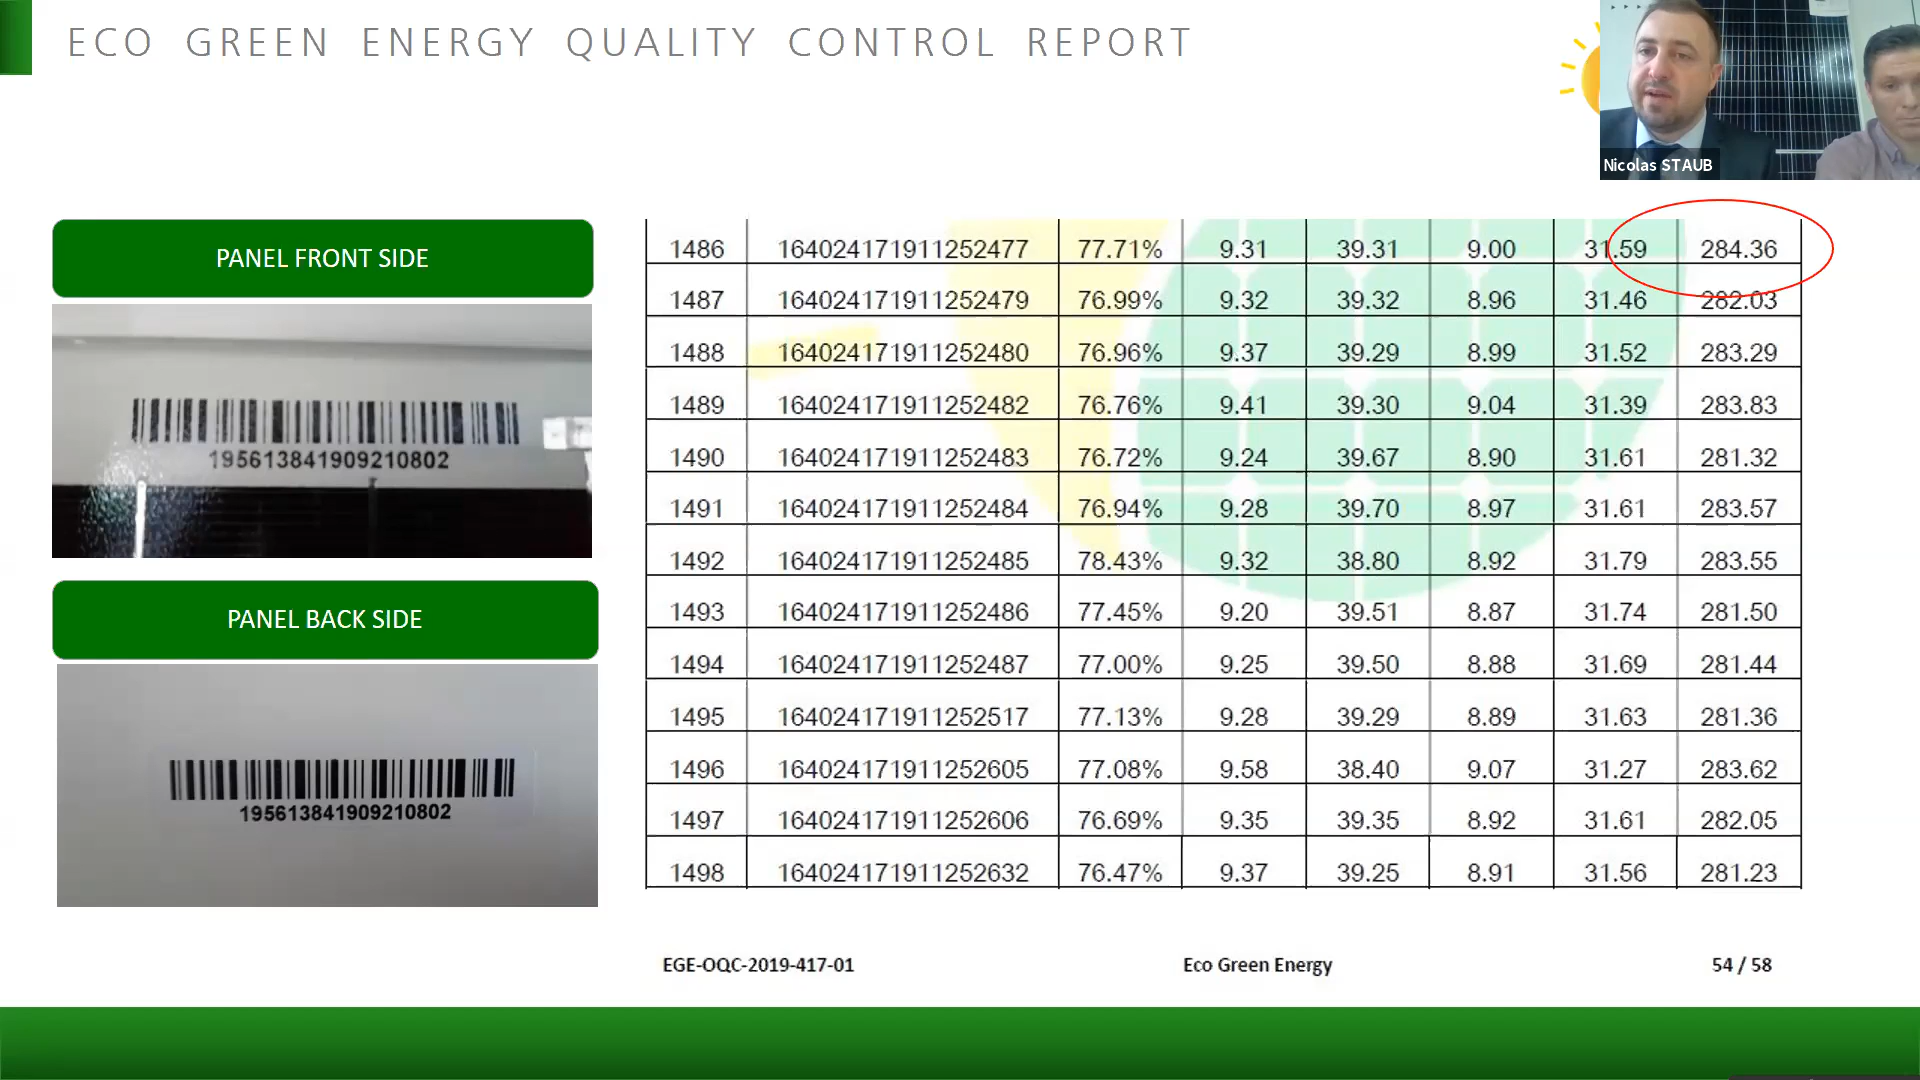 ECO GREEN ENERGY QUALITY CONTROL REPORT
Nicolas STAUB
PANEL FRONT SIDE
195613841909210802
PANEL BACK SIDE
195613841909210802
1486 164024171911252477 77.71% 9.31 39.31 9.00 31.59 284.36
1487 164024171911252479 76.99% 9.32 39.32 8.96 31.46 282.03
1488 164024171911252480 76.96% 9.37 39.29 8.99 31.52 283.29
1489 164024171911252482 76.76% 9.41 39.30 9.04 31.39 283.83
1490 164024171911252483 76.72% 9.24 39.67 8.90 31.61 281.32
1491 164024171911252484 76.94% 9.28 39.70 8.97 31.61 283.57
1492 164024171911252485 78.43% 9.32 38.80 8.92 31.79 283.55
1493 164024171911252486 77.45% 9.20 39.51 8.87 31.74 281.50
1494 164024171911252487 77.00% 9.25 39.50 8.88 31.69 281.44
1495 164024171911252517 77.13% 9.28 39.29 8.89 31.63 281.36
1496 164024171911252605 77.08% 9.58 38.40 9.07 31.27 283.62
1497 164024171911252606 76.69% 9.35 39.35 8.92 31.61 282.05
1498 164024171911252632 76.47% 9.37 39.25 8.91 31.56 281.23
EGE-OQC-2019-417-01 Eco Green Energy 54 / 58